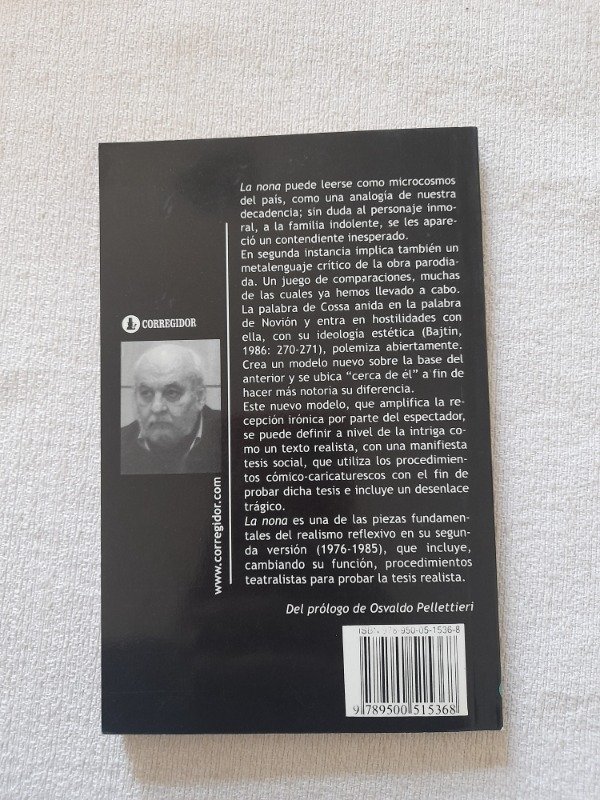 La nona puede leerse como microcosmos
del país, como una analogía de nuestra
decadencia; sin duda al personaje inmo-
ral, a la familia indolente, se les apare-
ció un contendiente inesperado.
En segunda instancia implica también un
metalenguaje crítico de la obra parodia-
da. Un juego de comparaciones, muchas
de las cuales ya hemos llevado a cabo.
La palabra de Cossa anida en la palabra
de Novión y entra en hostilidades con
ella, con su ideología estética (Bajtín,
1986: 270-271), polemiza abiertamente.
Crea un modelo nuevo sobre la base del
anterior y se ubica “cerca de él” a fin de
hacer más notoria su diferencia.
Este nuevo modelo, que amplifica la re-
cepción irónica por parte del espectador,
se puede definir a nivel de la intriga co-
mo un texto realista, con una manifiesta
tesis social, que utiliza los procedimien-
tos cómico-caricaturescos con el fin de
probar dicha tesis e incluye un desenlace
trágico.
La nona es una de las piezas fundamen-
tales del realismo reflexivo en su segun-
da versión (1976-1985), que incluye,
cambiando su función, procedimientos
teatralistas para probar la tesis realista.
Del prólogo de Osvaldo Pellettieri
CORREGIDOR
www.corregidor.com
ISBN 978-950-05-1536-8
9 789500 515368